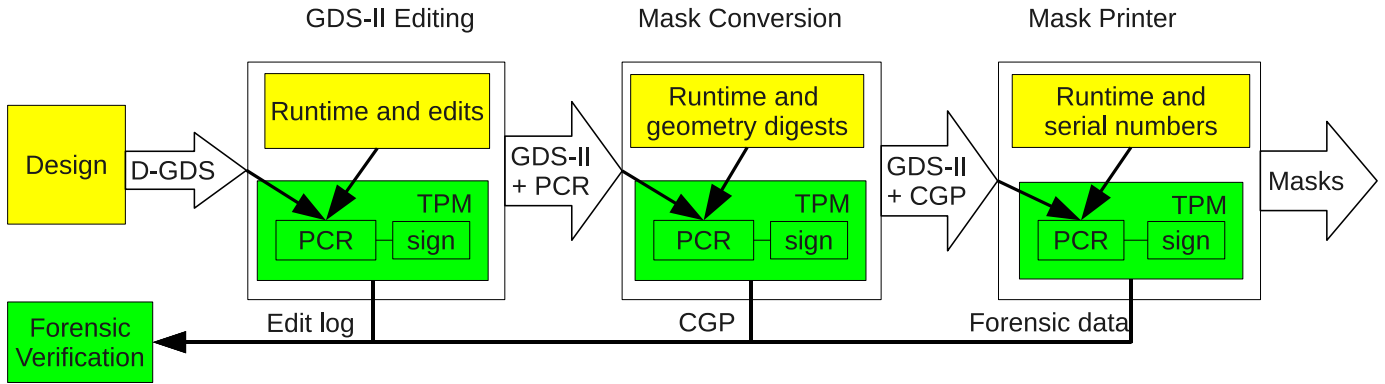 GDS-II Editing
Mask Conversion
Mask Printer
Design
D-GDS
Runtime and edits
TPM
PCR
sign
GDS-II
+ PCR
Runtime and
geometry digests
TPM
PCR
sign
GDS-II
+ CGP
Runtime and
serial numbers
TPM
PCR
sign
Masks
Forensic
Verification
Edit log
CGP
Forensic data